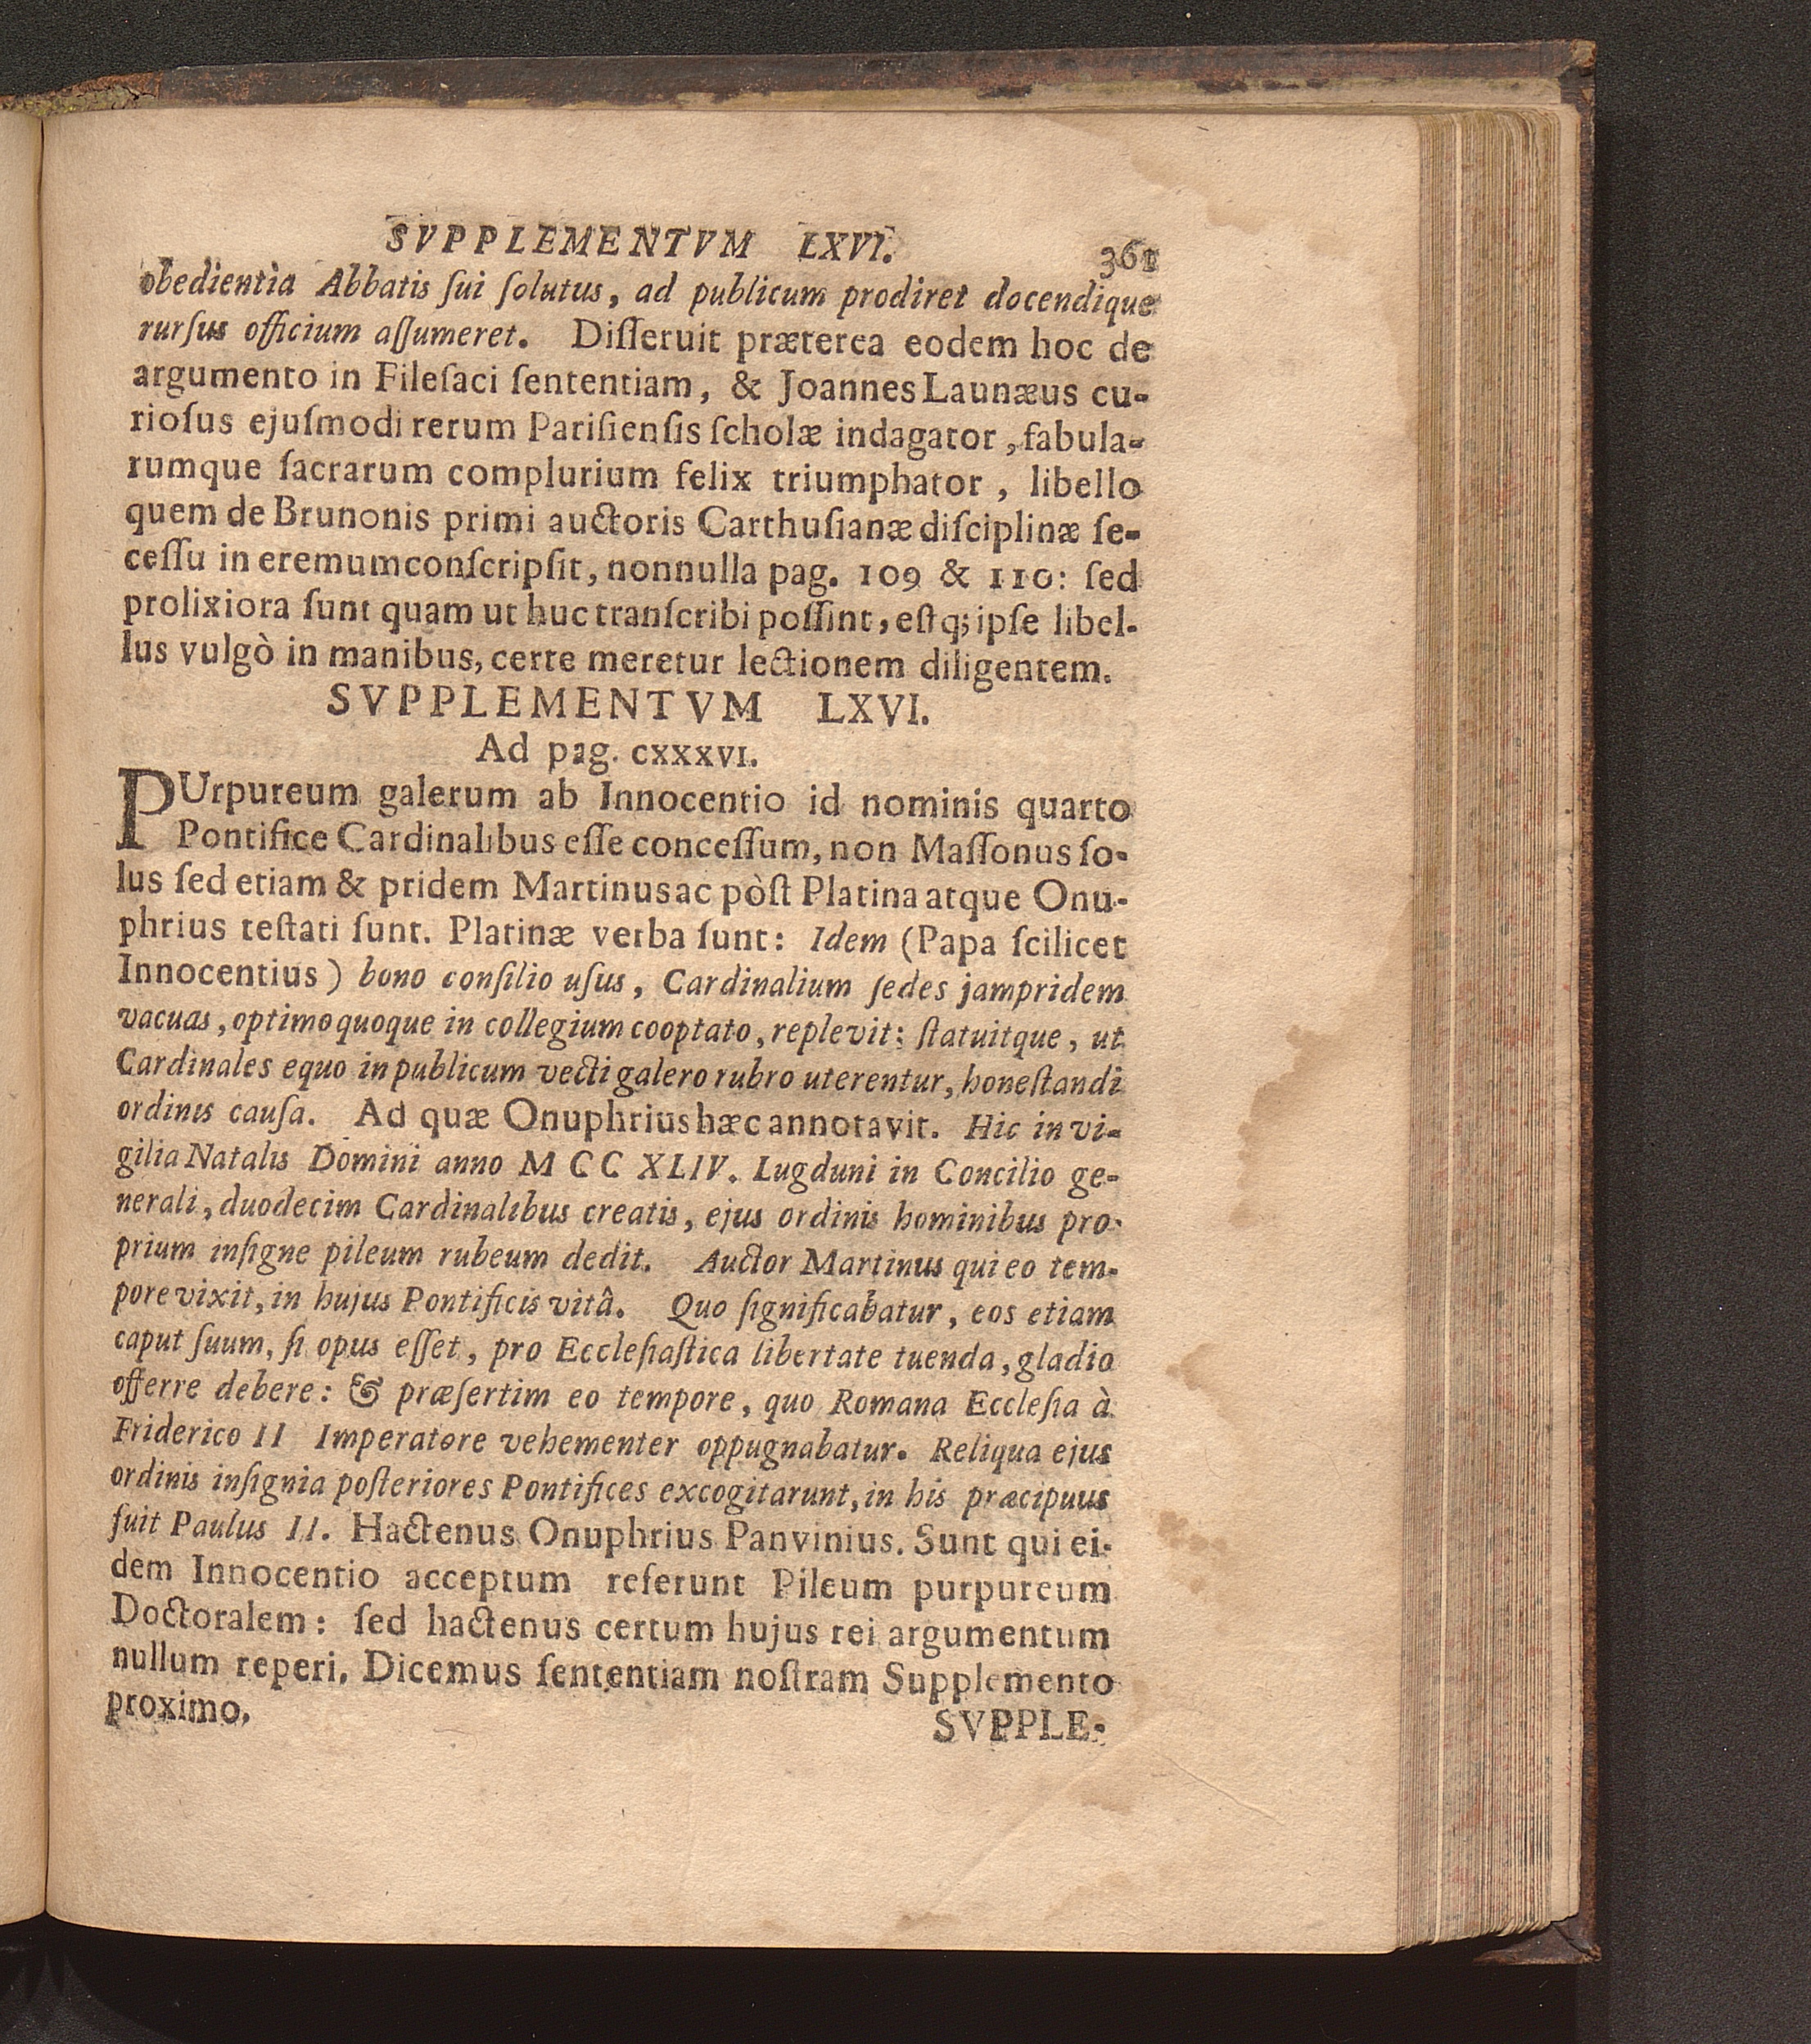 SVPPLEMENTVM LXVI. 361
obedientia Abbatis ſui ſolutus, ad publicum prodiret docendique
rurſus officium aſſumeret. Diſſeruit præterea eodem hoc de
argumento in Fileſaci ſententiam, & Joannes Launæus cu-
rioſus ejuſmodi rerum Pariſienſis ſcholæ indagator, fabula-
rumque ſacrarum complurium felix triumphator, libello
quem de Brunonis primi auctoris Carthuſianæ diſciplinæ ſe-
ceſſu in eremum conſcripſit, nonnulla pag. 109 & 110: ſed
prolixiora ſunt quam ut huc tranſcribi poſſint, eſtq; ipſe libel-
lus vulgò in manibus, certe meretur lectionem diligentem.
SVPPLEMENTVM LXVI.
Ad pag. CXXXVI.
PUrpureum galerum ab Innocentio id nominis quarto
Pontifice Cardinalibus eſſe conceſſum, non Maſſonus ſo-
lus ſed etiam & pridem Martinus ac pòſt Platina atque Onu-
phrius teſtati ſunt. Platinæ verba ſunt: Idem (Papa ſcilicet
Innocentius) bono conſilio uſus, Cardinalium ſedes jampridem
vacuas, optimo quoque in collegium cooptato, replevit: ſtatuitque, ut
Cardinales equo in publicum vecti galero rubro uterentur, honeſtandi
ordinis cauſa. Ad quæ Onuphrius hæc annotavit. Hic in vi-
gilia Natalis Domini anno M CC XLIV. Lugduni in Concilio ge-
nerali, duodecim Cardinalibus creatis, ejus ordinis hominibus pro-
prium inſigne pileum rubeum dedit. Auctor Martinus qui eo tem-
pore vixit, in hujus Pontificis vitâ. Quo ſignificabatur, eos etiam
caput ſuum, ſi opus eſſet, pro Eccleſiaſtica libertate tuenda, gladio
offerre debere: & præſertim eo tempore, quo Romana Eccleſia à
Friderico II Imperatore vehementer oppugnabatur. Reliqua ejus
ordinis inſignia poſteriores Pontifices excogitarunt, in his præcipuus
fuit Paulus II. Hactenus Onuphrius Panvinius. Sunt qui ei-
dem Innocentio acceptum referunt Pileum purpureum
Doctoralem: ſed hactenus certum hujus rei argumentum
nullum reperi. Dicemus ſententiam noſtram Supplemento
proximo.
SVPPLE-